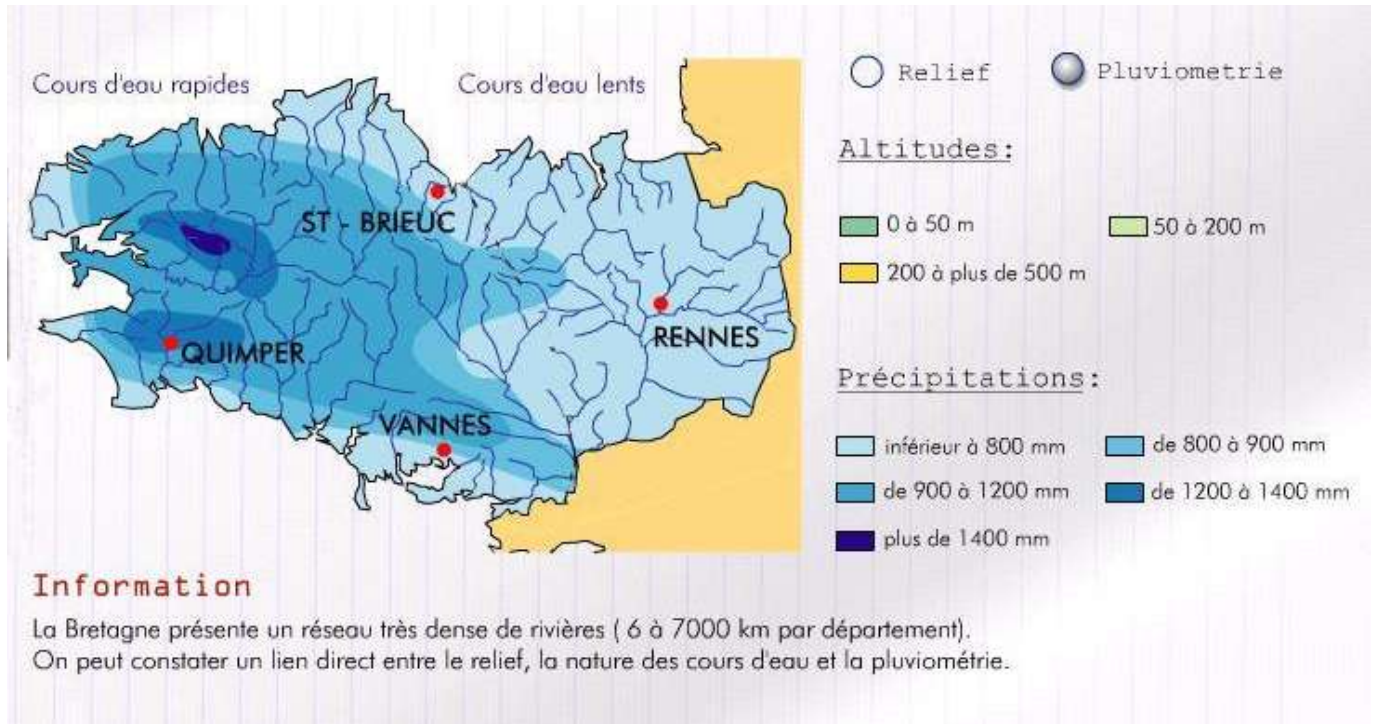 Cours d'eau rapides
Cours d'eau lents
ST - BRIEUC
RENNES
QUIMPER
VANNES
Relief
Pluviometrie
Altitudes:
0 à 50 m
50 à 200 m
200 à plus de 500 m
Précipitations:
inférieur à 800 mm
de 800 à 900 mm
de 900 à 1200 mm
de 1200 à 1400 mm
plus de 1400 mm
Information
La Bretagne présente un réseau très dense de rivières ( 6 à 7000 km par département).
On peut constater un lien direct entre le relief, la nature des cours d'eau et la pluviométrie.